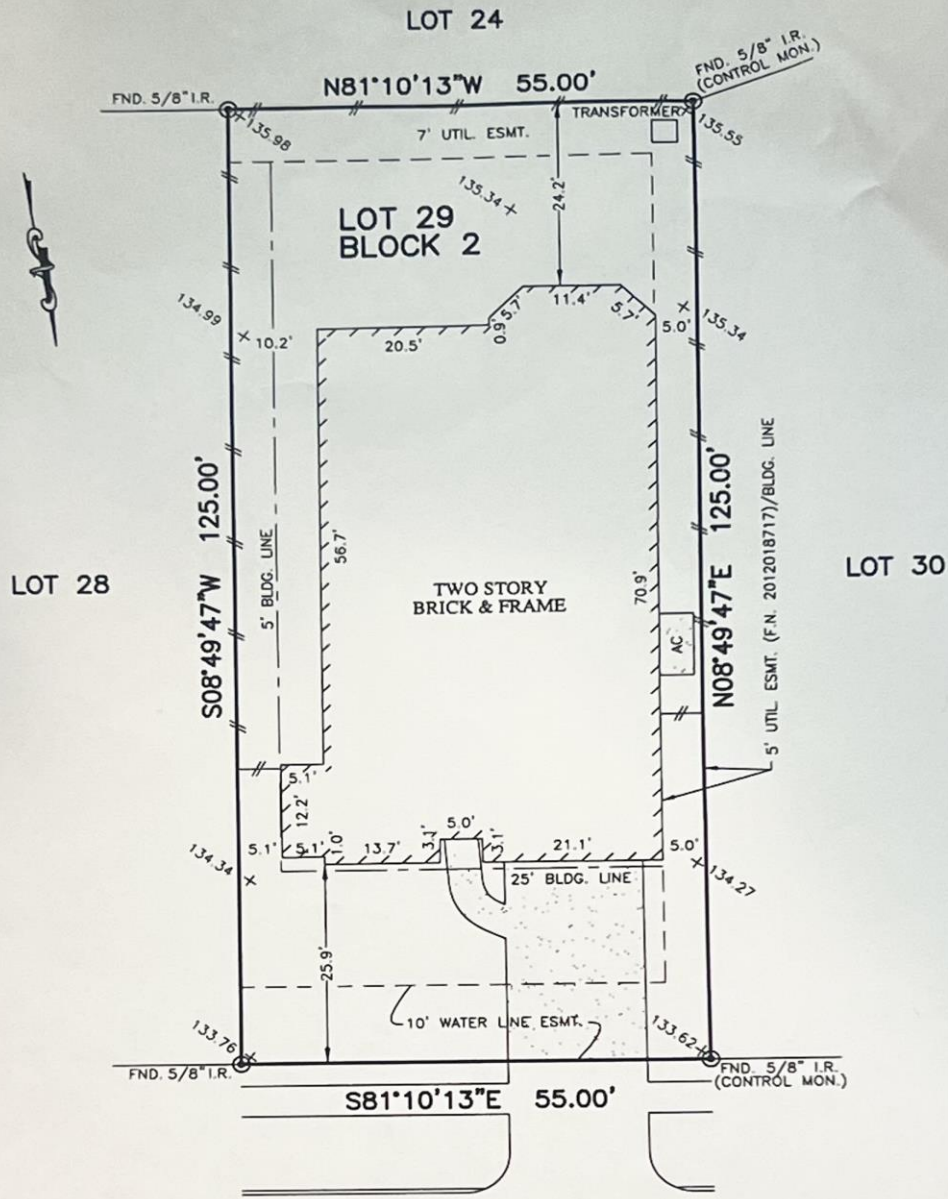 LOT 24
FND. 5/8" I.R.
(CONTROL MON.)
N81°10'13"W 55.00'
FND. 5/8" I.R.
TRANSFORMER
135.98
7' UTIL. ESMT.
135.55
135.34
24.2'
LOT 29
BLOCK 2
134.99
10.2'
20.5'
0.9'
5.7'
11.4'
5.7'
5.0'
135.34
S08°49'47"W 125.00'
5' BLDG. LINE
56.7'
TWO STORY
BRICK & FRAME
70.9'
AC
N08°49'47"E 125.00'
5' UTIL ESMT. (F.N. 2012018717)/BLDG. LINE
LOT 28
LOT 30
5.1'
12.2'
5.1'
5.1'
1.0'
13.7'
3.1'
5.0'
3.1'
21.1'
5.0'
134.34
134.27
25' BLDG. LINE
25.9'
10' WATER LINE ESMT.
133.76
133.62
FND. 5/8" I.R.
FND. 5/8" I.R.
(CONTROL MON.)
S81°10'13"E 55.00'